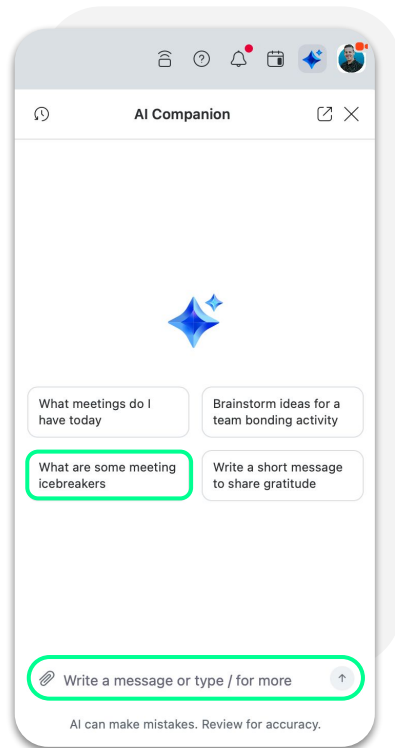 AI Companion
What meetings do I
have today
Brainstorm ideas for a
team bonding activity
What are some meeting
icebreakers
Write a short message
to share gratitude
Write a message or type / for more
AI can make mistakes. Review for accuracy.